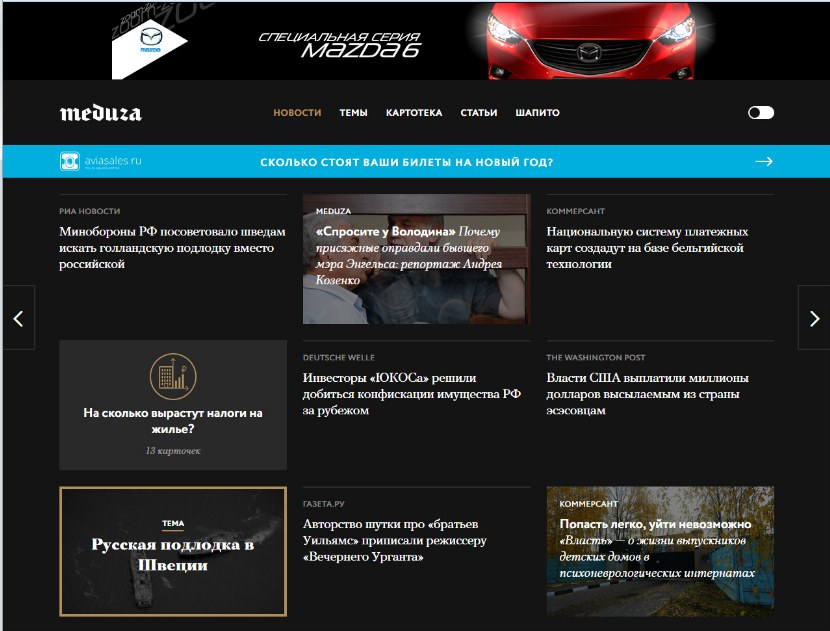 mazda
СПЕЦИАЛЬНАЯ СЕРИЯ
MAZDA6
meduza
НОВОСТИ ТЕМЫ КАРТОТЕКА СТАТЬИ ШАПИТО
aviasales.ru
СКОЛЬКО СТОЯТ ВАШИ БИЛЕТЫ НА НОВЫЙ ГОД?
РИА НОВОСТИ
Минобороны РФ посоветовало шведам
искать голландскую подлодку вместо
российской
MEDUZA
«Спросите у Володина» Почему
присяжные оправдали бывшего
мэра Энгельса: репортаж Андрея
Козенко
КОММЕРСАНТ
Национальную систему платежных
карт создадут на базе бельгийской
технологии
На сколько вырастут налоги на
жилье?
13 карточек
DEUTSCHE WELLE
Инвесторы «ЮКОСа» решили
добиться конфискации имущества РФ
за рубежом
THE WASHINGTON POST
Власти США выплатили миллионы
долларов высылаемым из страны
эсэсовцам
ТЕМА
Русская подлодка в
Швеции
ГАЗЕТА.РУ
Авторство шутки про «братьев
Уильямс» приписали режиссеру
«Вечернего Урганта»
КОММЕРСАНТ
Попасть легко, уйти невозможно
«Власть» — о жизни выпускников
детских домов в
психоневрологических интернатах